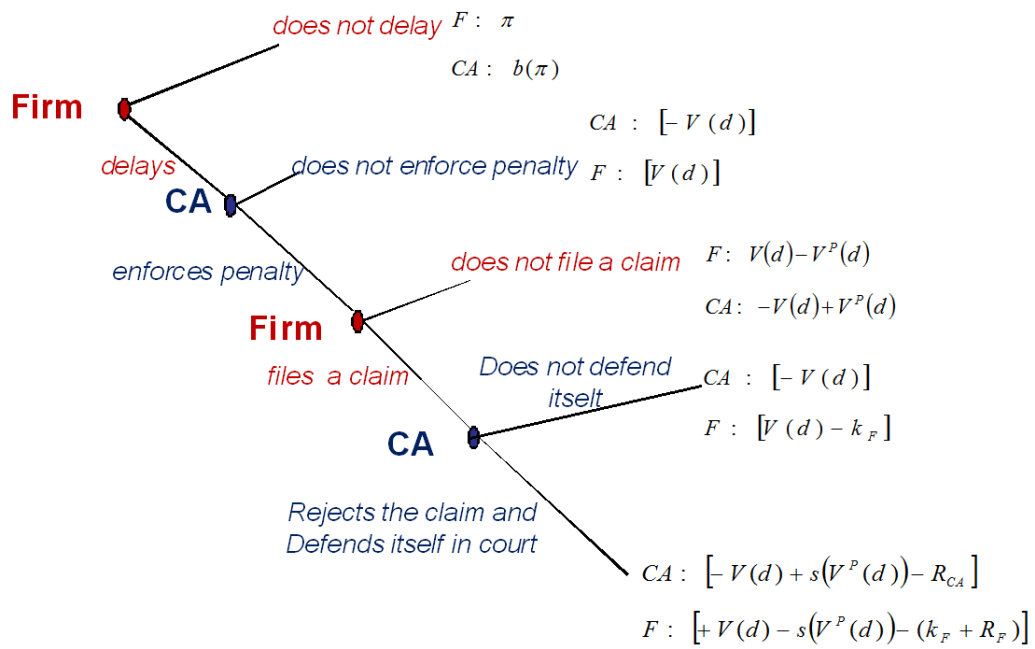 does not delay
F : π
CA : b(π)
Firm
delays
CA : [− V (d)]
does not enforce penalty
F : [V (d)]
CA
enforces penalty
does not file a claim
F: V(d)−V^P(d)
CA: −V(d)+V^P(d)
Firm
files a claim
Does not defend
itselt
CA : [− V (d)]
F : [V (d) − k_F]
CA
Rejects the claim and
Defends itself in court
CA : [− V (d) + s(V^P (d)) − R_CA]
F : [+ V (d) − s(V^P (d)) − (k_F + R_F)]